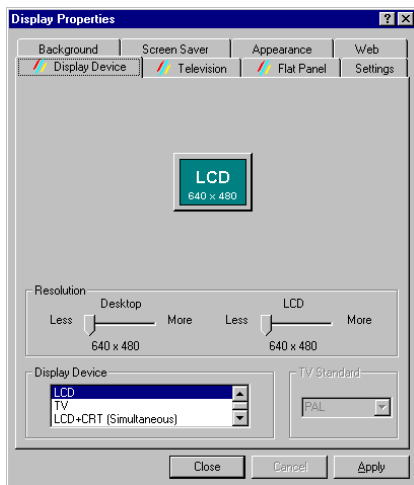 Display Properties
? X
Background Screen Saver Appearance Web
Display Device Television Flat Panel Settings
LCD
640 x 480
Resolution
Desktop LCD
Less More Less More
640 x 480 640 x 480
Display Device TV Standard
LCD
TV
LCD+CRT (Simultaneous)
PAL
Close Cancel Apply